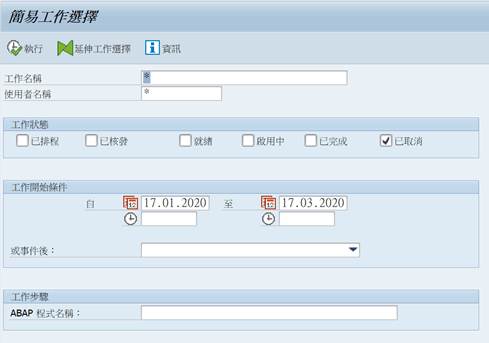 簡易工作選擇
執行 延伸工作選擇 資訊
工作名稱 *
使用者名稱 *
工作狀態
已排程 已核發 就緒 啟用中 已完成 已取消
工作開始條件
自 17.01.2020 至 17.03.2020
或事件後：
工作步驟
ABAP 程式名稱：